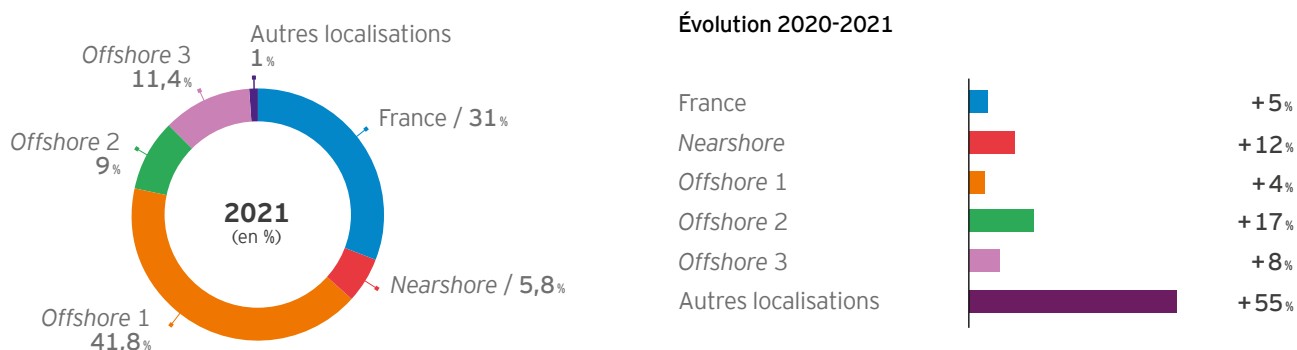 Autres localisations
1 %
Offshore 3
11,4 %
France / 31 %
Offshore 2
9 %
2021
(en %)
Nearshore / 5,8 %
Offshore 1
41,8 %
Évolution 2020-2021
France +5 %
Nearshore +12 %
Offshore 1 +4 %
Offshore 2 +17 %
Offshore 3 +8 %
Autres localisations +55 %